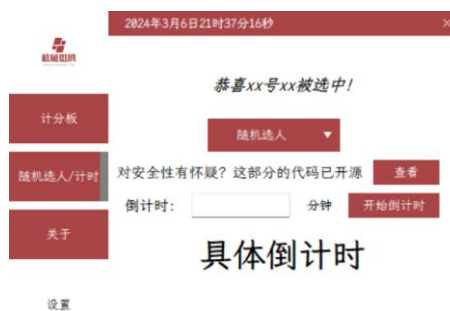 2024年3月6日21时37分16秒
×
机械班鸽
恭喜xx号xx被选中!
计分板
随机选人
随机选人/计时
对安全性有怀疑？这部分的代码已开源
查看
倒计时：
分钟
开始倒计时
关于
具体倒计时
设置